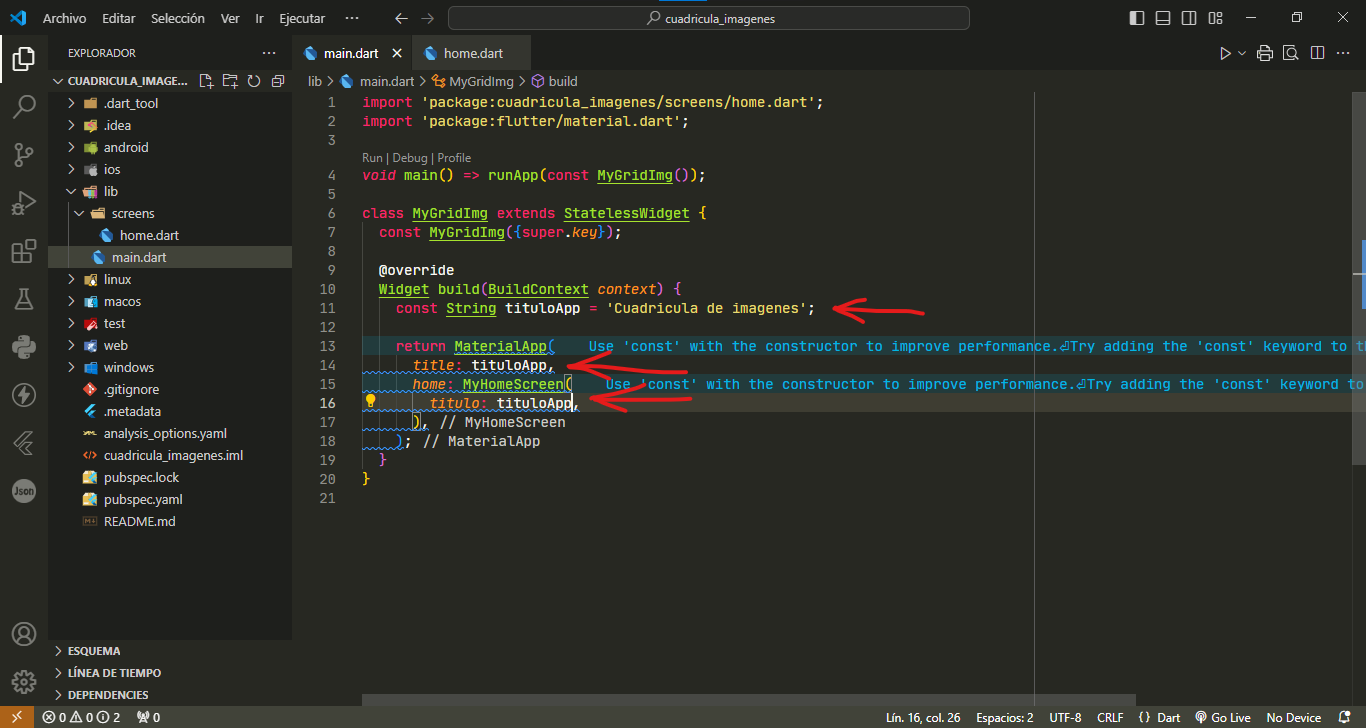 Archivo Editar Selección Ver Ir Ejecutar ··· cuadricula_imagenes
EXPLORADOR ···
CUADRICULA_IMAGE...
.dart_tool
.idea
android
ios
lib
screens
home.dart
main.dart
linux
macos
test
web
windows
.gitignore
.metadata
analysis_options.yaml
cuadricula_imagenes.iml
pubspec.lock
pubspec.yaml
README.md
ESQUEMA
LÍNEA DE TIEMPO
DEPENDENCIES
Json
main.dart home.dart
lib > main.dart > MyGridImg > build
1 import 'package:cuadricula_imagenes/screens/home.dart';
2 import 'package:flutter/material.dart';
3
Run | Debug | Profile
4 void main() => runApp(const MyGridImg());
5
6 class MyGridImg extends StatelessWidget {
7 const MyGridImg({super.key});
8
9 @override
10 Widget build(BuildContext context) {
11 const String tituloApp = 'Cuadricula de imagenes';
12
13 return MaterialApp( Use 'const' with the constructor to improve performance.⏎Try adding the 'const' keyword to th
14 title: tituloApp,
15 home: MyHomeScreen( Use 'const' with the constructor to improve performance.⏎Try adding the 'const' keyword to
16 titulo: tituloApp,
17 ), // MyHomeScreen
18 ); // MaterialApp
19 }
20 }
21
0 0 2 0 Lín. 16, col. 26 Espacios: 2 UTF-8 CRLF {} Dart Go Live No Device